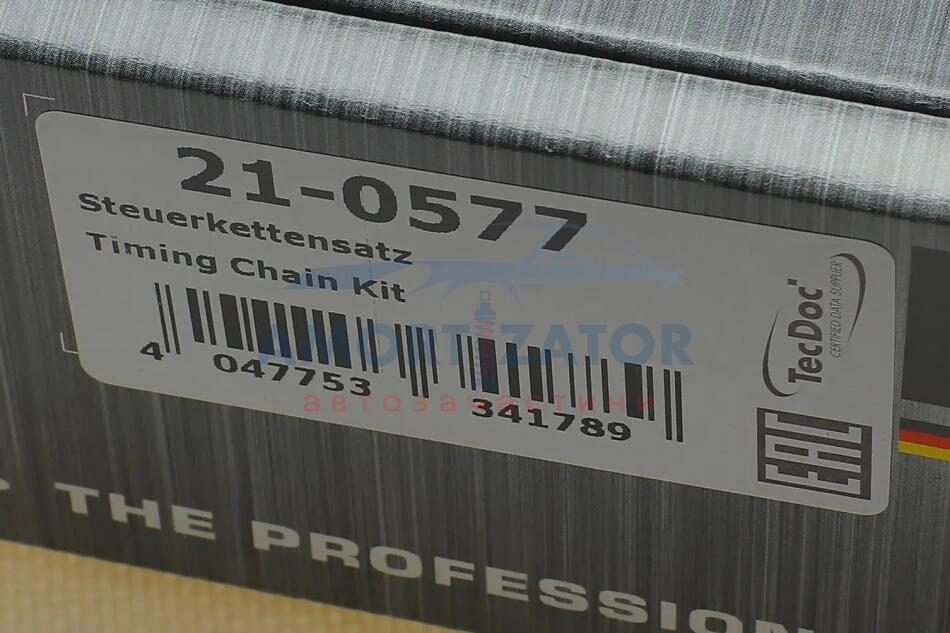 21-0577
Steuerkettensatz
Timing Chain Kit
4 047753 341789
TecDoc
CERTIFIED DATA SUPPLIER
EAC
AMORTIZATOR
автозапчастини
THE PROFESSION